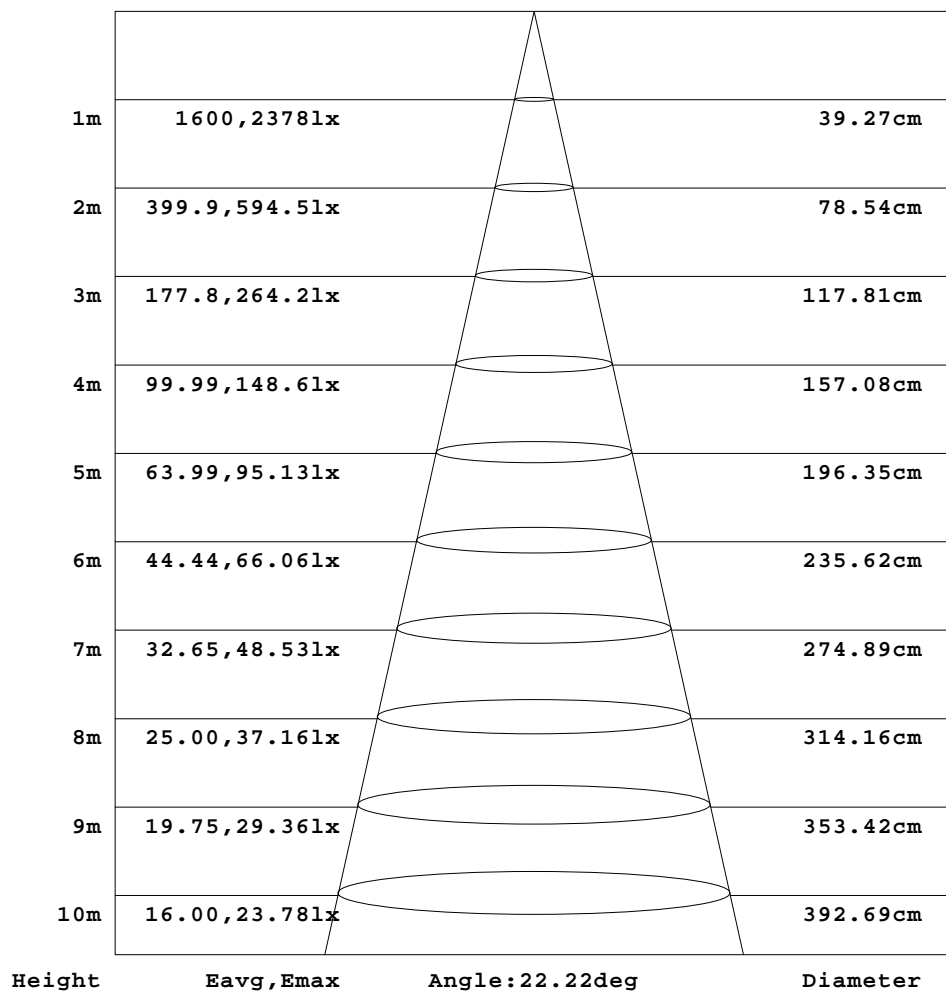 1m 1600,2378lx 39.27cm
2m 399.9,594.5lx 78.54cm
3m 177.8,264.2lx 117.81cm
4m 99.99,148.6lx 157.08cm
5m 63.99,95.13lx 196.35cm
6m 44.44,66.06lx 235.62cm
7m 32.65,48.53lx 274.89cm
8m 25.00,37.16lx 314.16cm
9m 19.75,29.36lx 353.42cm
10m 16.00,23.78lx 392.69cm
Height Eavg,Emax Angle:22.22deg Diameter